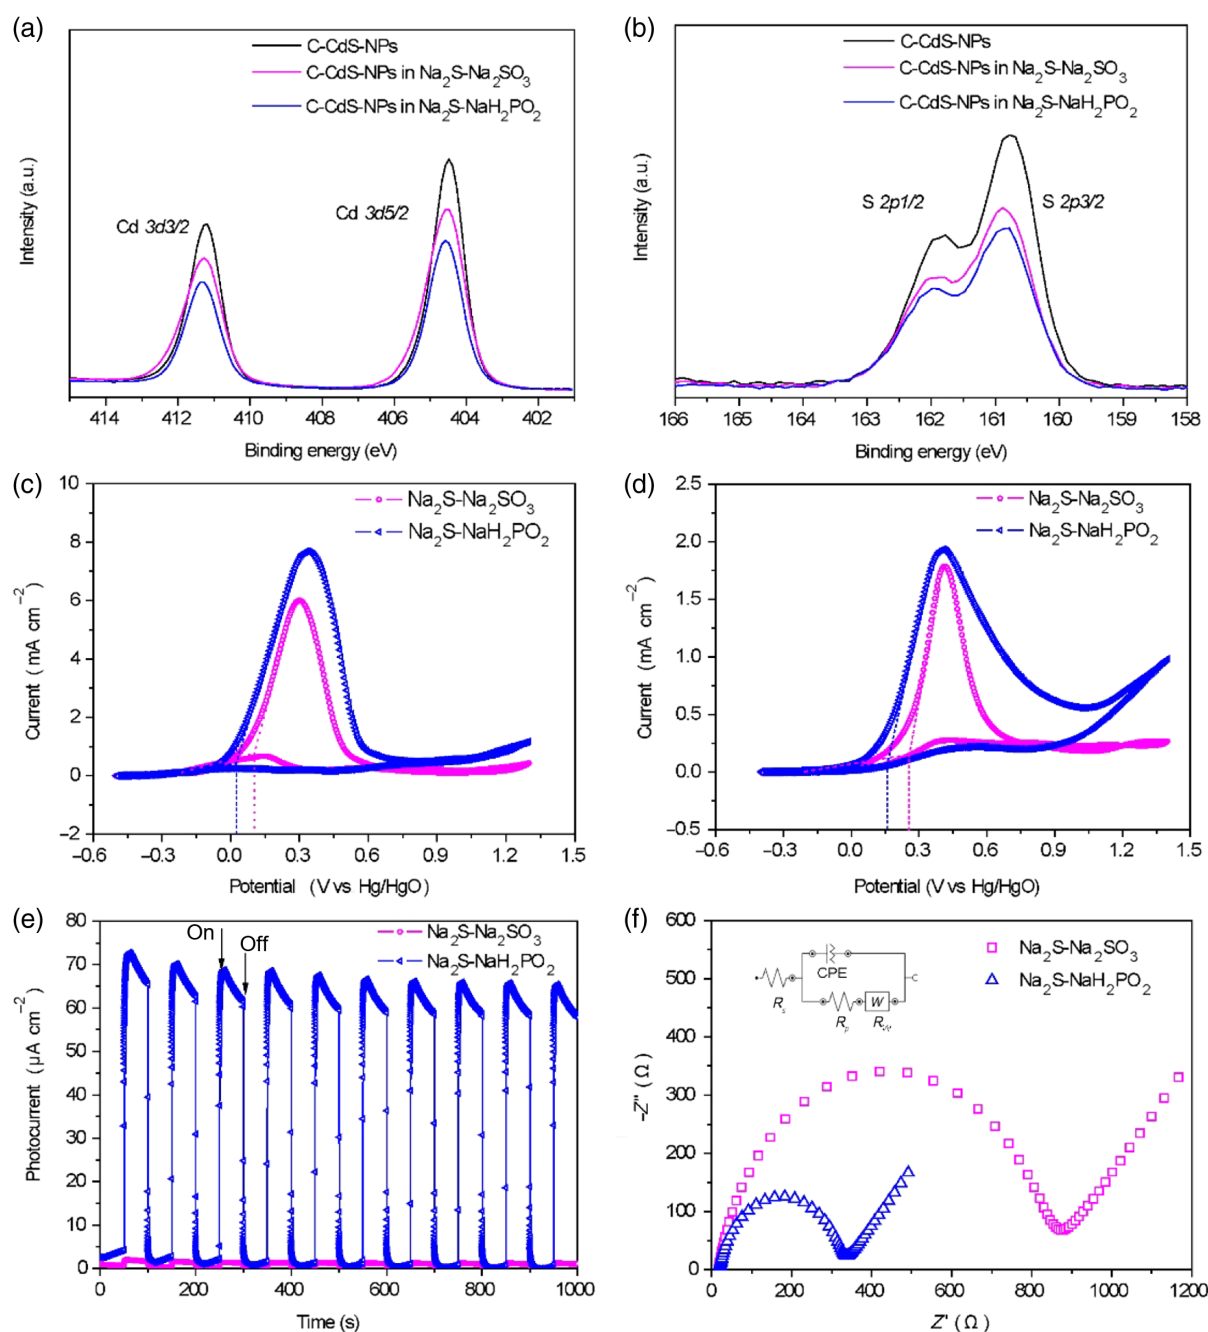 (a)
C-CdS-NPs
C-CdS-NPs in Na₂S-Na₂SO₃
C-CdS-NPs in Na₂S-NaH₂PO₂
Cd 3d3/2
Cd 3d5/2
Intensity (a.u.)
414 412 410 408 406 404 402
Binding energy (eV)
(b)
C-CdS-NPs
C-CdS-NPs in Na₂S-Na₂SO₃
C-CdS-NPs in Na₂S-NaH₂PO₂
S 2p1/2
S 2p3/2
Intensity (a.u.)
166 165 164 163 162 161 160 159 158
Binding energy (eV)
(c)
Na₂S-Na₂SO₃
Na₂S-NaH₂PO₂
Current (mA cm⁻²)
10
8
6
4
2
0
−2
−0.6 −0.3 0.0 0.3 0.6 0.9 1.2 1.5
Potential (V vs Hg/HgO)
(d)
Na₂S-Na₂SO₃
Na₂S-NaH₂PO₂
Current (mA cm⁻²)
2.5
2.0
1.5
1.0
0.5
0.0
−0.5
−0.6 −0.3 0.0 0.3 0.6 0.9 1.2 1.5
Potential (V vs Hg/HgO)
(e)
On
Off
Na₂S-Na₂SO₃
Na₂S-NaH₂PO₂
Photocurrent (μA cm⁻²)
80
70
60
50
40
30
20
10
0
0 200 400 600 800 1000
Time (s)
(f)
CPE
Rs
Rp
W
Rw
Na₂S-Na₂SO₃
Na₂S-NaH₂PO₂
-Z'' (Ω)
600
500
400
300
200
100
0
0 200 400 600 800 1000 1200
Z' (Ω)